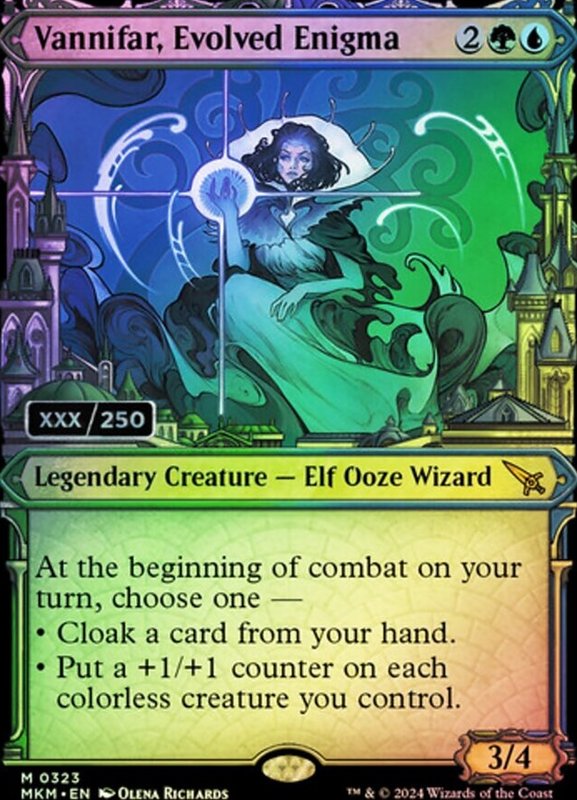 Vannifar, Evolved Enigma 2
XXX/250
Legendary Creature — Elf Ooze Wizard
At the beginning of combat on your
turn, choose one —
• Cloak a card from your hand.
• Put a +1/+1 counter on each
colorless creature you control.
3/4
M 0323
MKM • EN Olena Richards ™ & © 2024 Wizards of the Coast